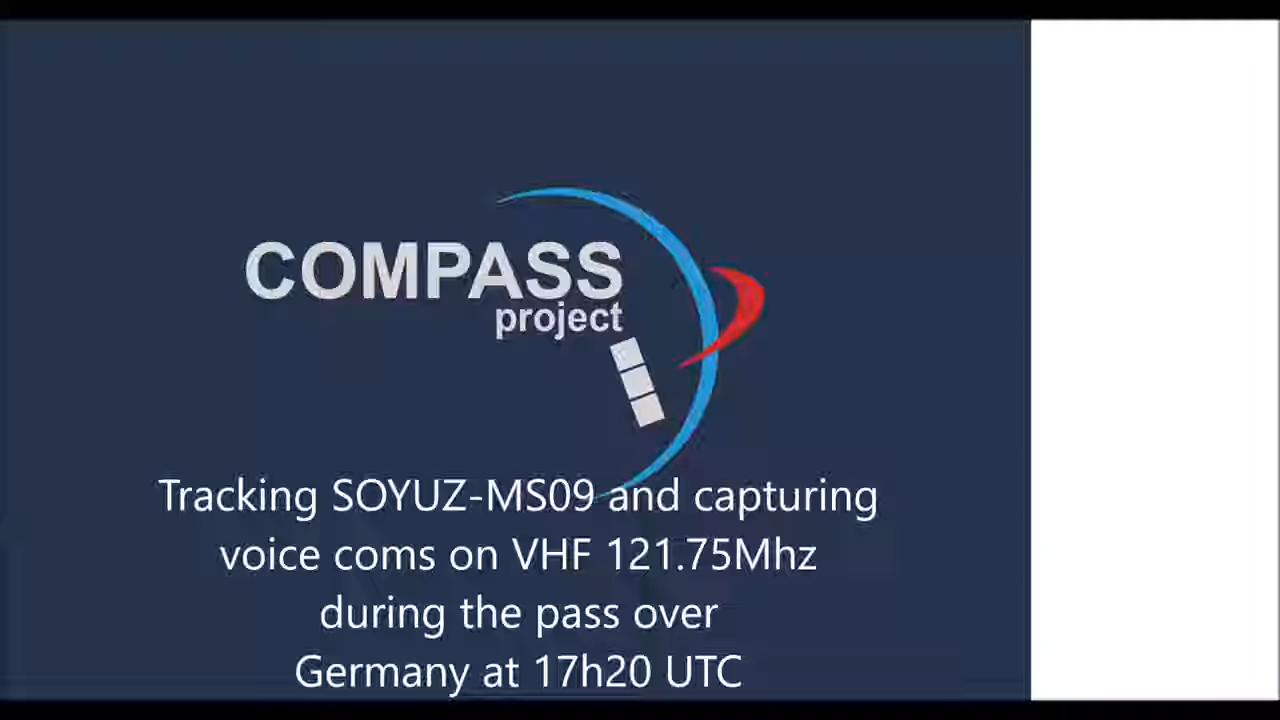 COMPASS
project
Tracking SOYUZ-MS09 and capturing
voice coms on VHF 121.75Mhz
during the pass over
Germany at 17h20 UTC